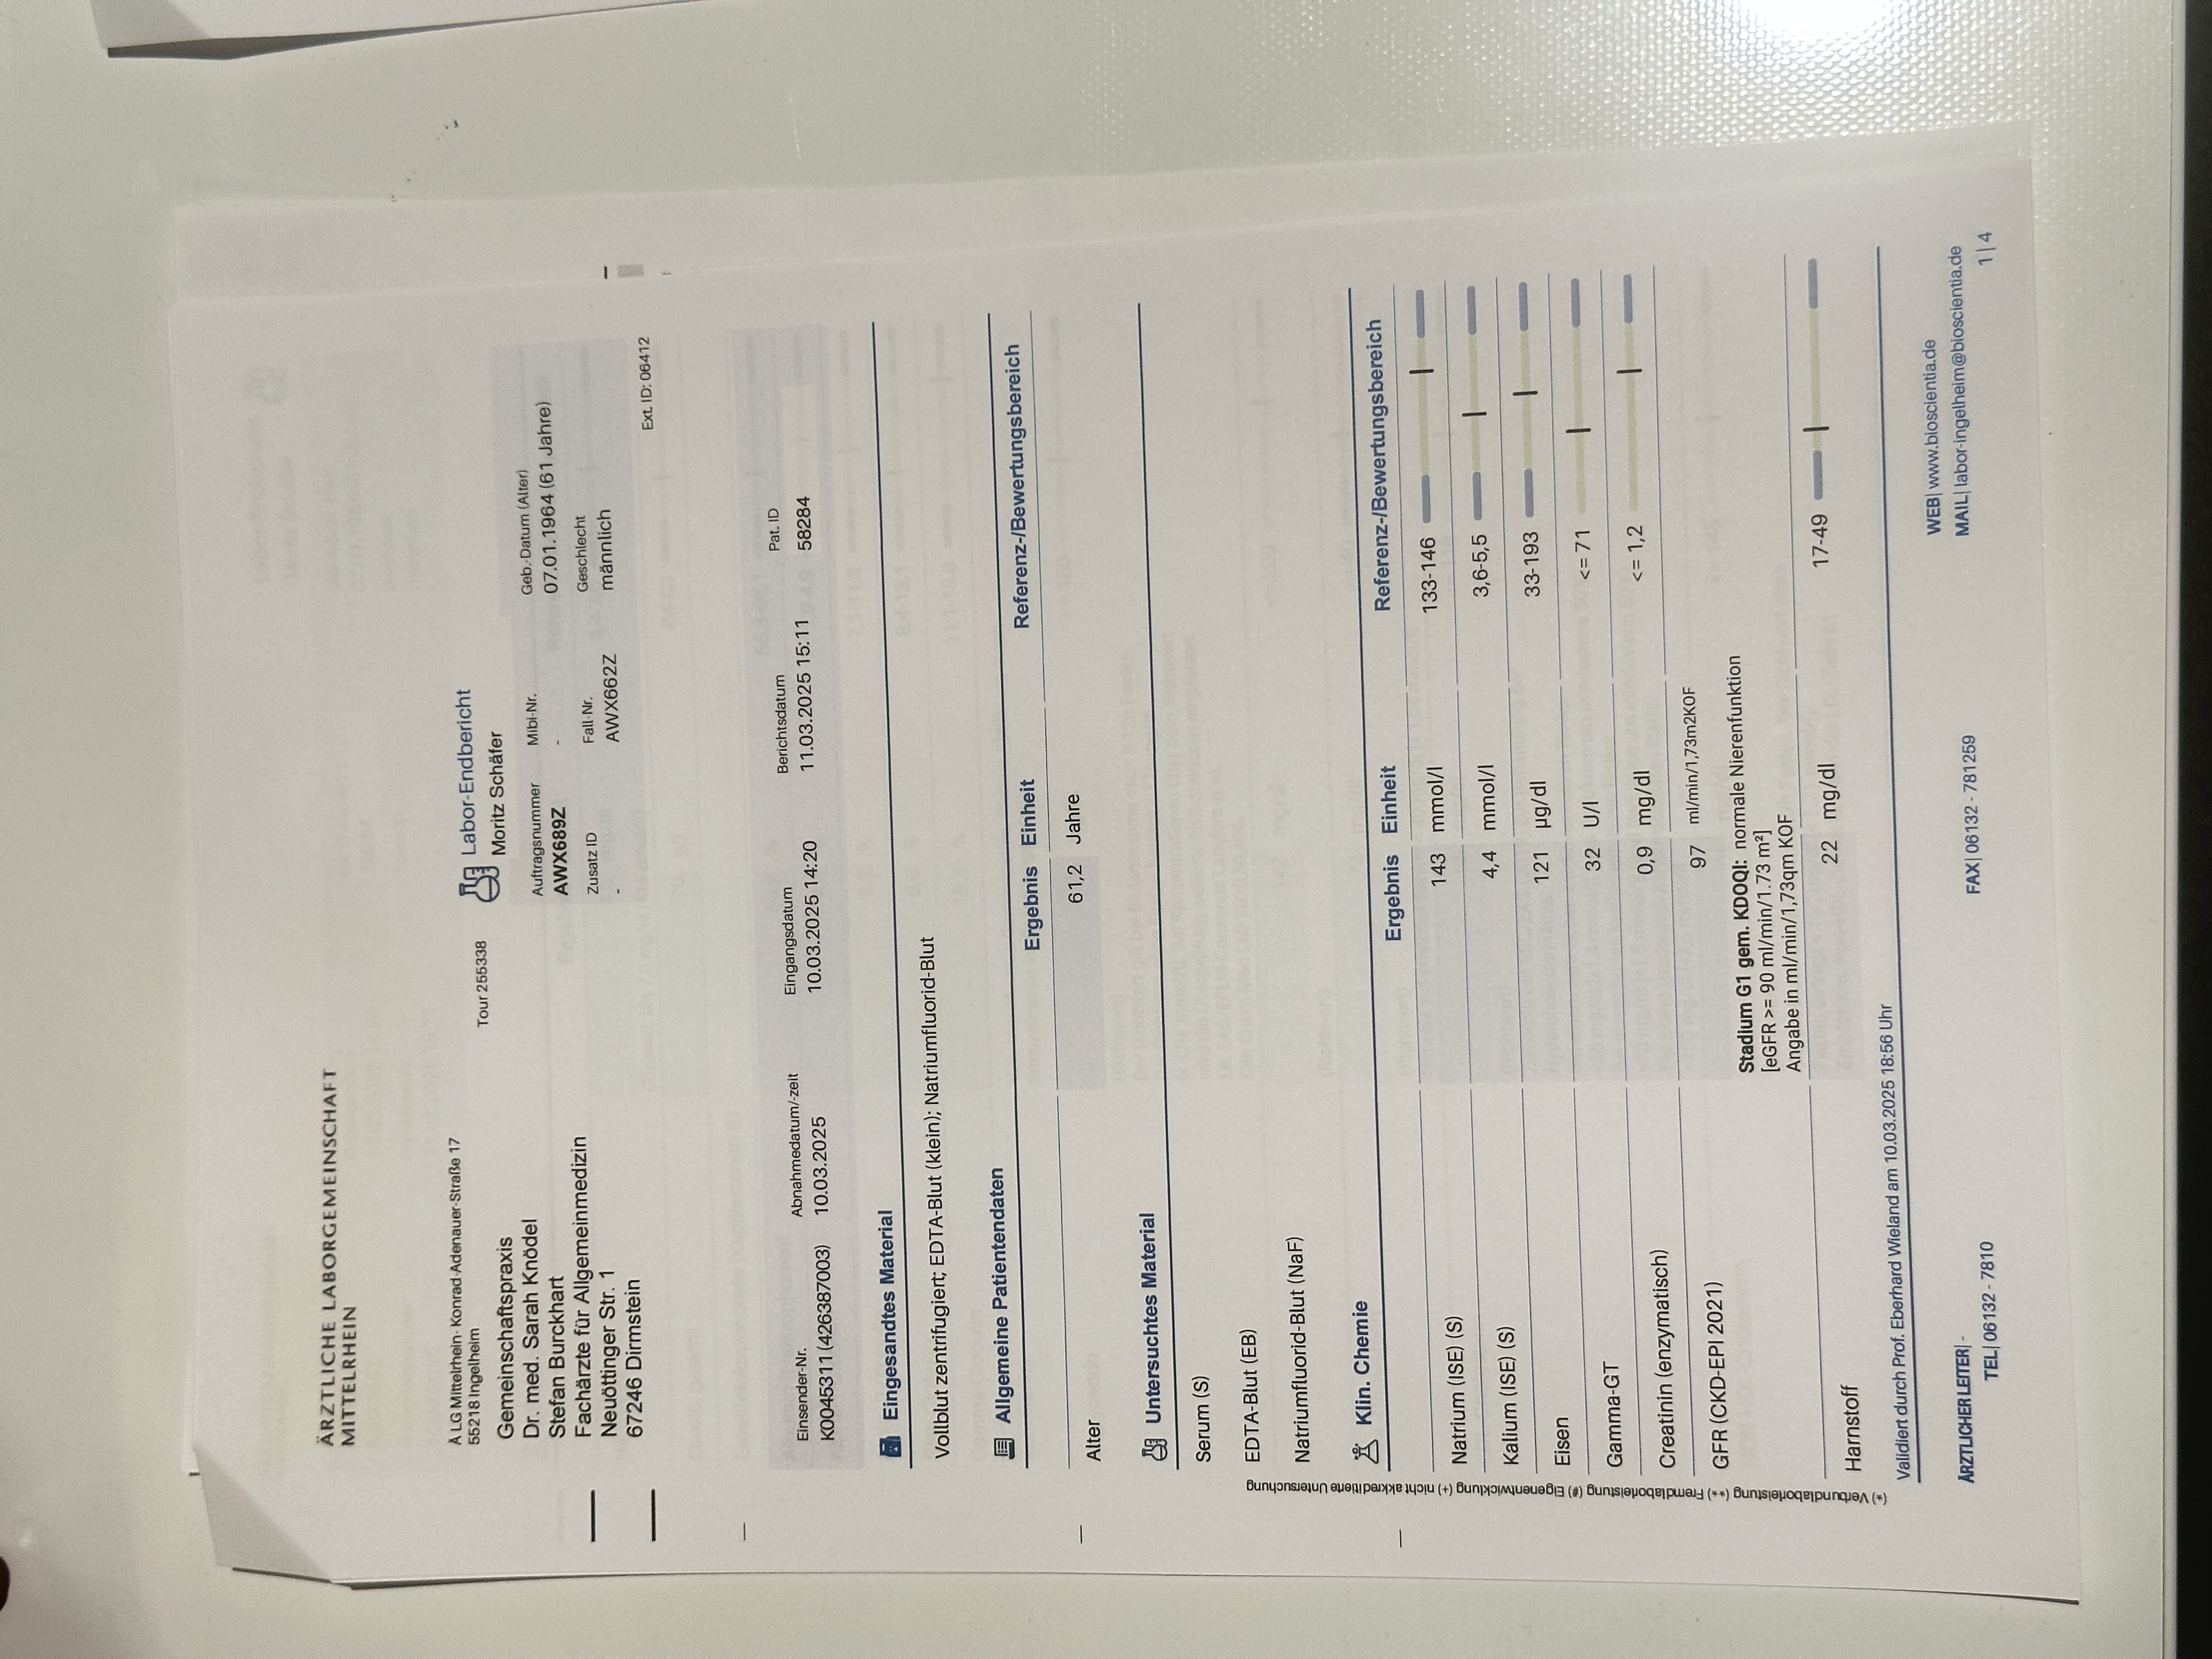 ÄRZTLICHE LABORGEMEINSCHAFT
MITTELRHEIN
Ä LG Mittelrhein- Konrad-Adenauer-Straße 17
55218 Ingelheim
Tour 255338
Gemeinschaftspraxis
Dr. med. Sarah Knödel
Stefan Burckhart
Fachärzte für Allgemeinmedizin
Neuöttinger Str. 1
67246 Dirmstein
Labor-Endbericht
Moritz Schäfer
Auftragsnummer Mibi-Nr. Geb.-Datum (Alter)
AWX689Z - 07.01.1964 (61 Jahre)
Zusatz ID Fall-Nr. Geschlecht
- AWX662Z männlich
Ext. ID: 06412
Einsender-Nr. Abnahmedatum/-zeit Eingangsdatum Berichtsdatum Pat. ID
K0045311 (426387003) 10.03.2025 10.03.2025 14:20 11.03.2025 15:11 58284
Eingesandtes Material
Vollblut zentrifugiert; EDTA-Blut (klein); Natriumfluorid-Blut
Allgemeine Patientendaten
Ergebnis Einheit Referenz-/Bewertungsbereich
Alter 61,2 Jahre
Untersuchtes Material
Serum (S)
EDTA-Blut (EB)
Natriumfluorid-Blut (NaF)
Klin. Chemie
Ergebnis Einheit Referenz-/Bewertungsbereich
Natrium (ISE) (S) 143 mmol/l 133-146
Kalium (ISE) (S) 4,4 mmol/l 3,6-5,5
Eisen 121 µg/dl 33-193
Gamma-GT 32 U/l <= 71
Creatinin (enzymatisch) 0,9 mg/dl <= 1,2
GFR (CKD-EPI 2021) 97 ml/min/1,73m2KOF
Stadium G1 gem. KDOQI: normale Nierenfunktion
[eGFR >= 90 ml/min/1.73 m²]
Angabe in ml/min/1,73qm KOF
Harnstoff 22 mg/dl 17-49
(*) Verbundlaborleistung (**) Fremdlaborleistung (#) Eigenentwicklung (+) nicht akkreditierte Untersuchung
Validiert durch Prof. Eberhard Wieland am 10.03.2025 18:56 Uhr
ÄRZTLICHER LEITER| -
TEL| 06132 - 7810
FAX| 06132 - 781259
WEB| www.bioscientia.de
MAIL| labor-ingelheim@bioscientia.de
1 | 4